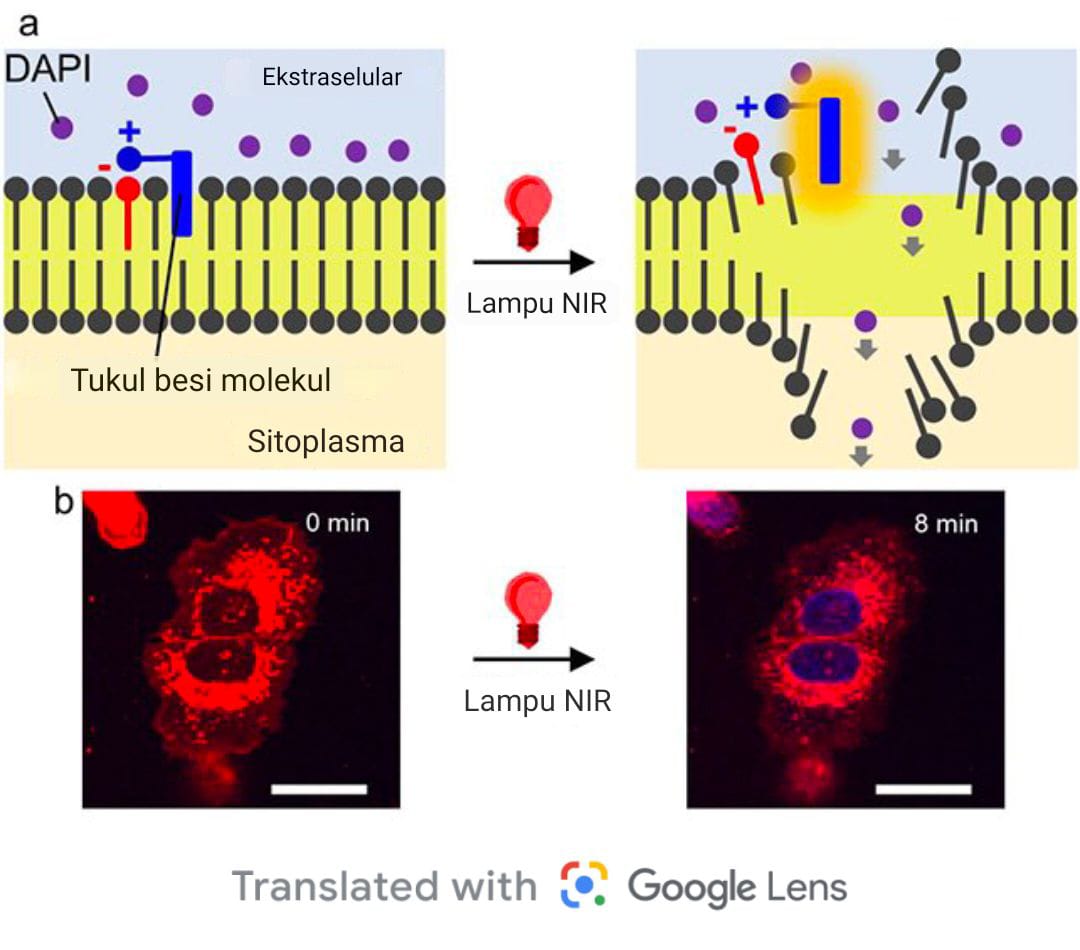 a
DAPI
Ekstraselular
+
-
Tukul besi molekul
Sitoplasma
Lampu NIR
+
-
b
0 min
Lampu NIR
8 min
Translated with Google Lens